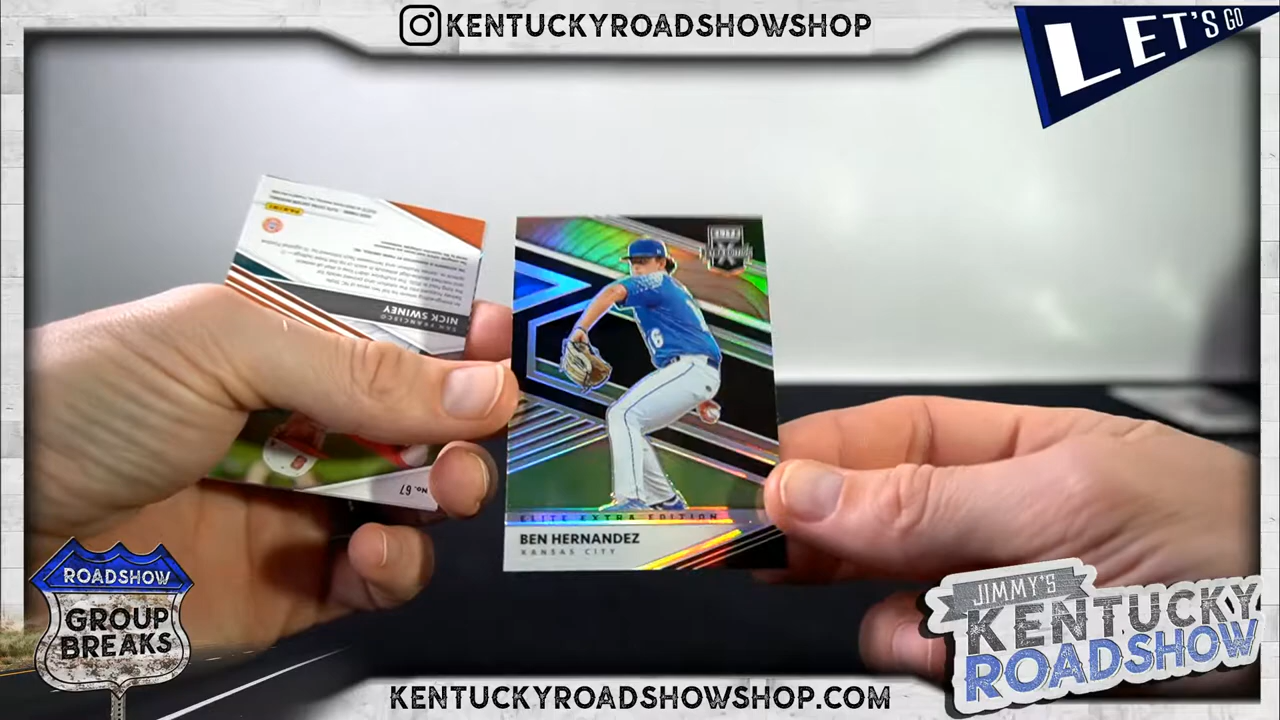 KENTUCKYROADSHOWSHOP
LET'S GO
SAN FRANCISCO
NICK SWINEY
No. 67
ELITE
ELITE EXTRA EDITION
BEN HERNANDEZ
KANSAS CITY
ROADSHOW
GROUP
BREAKS
JIMMY'S
KENTUCKY
ROADSHOW
KENTUCKYROADSHOWSHOP.COM